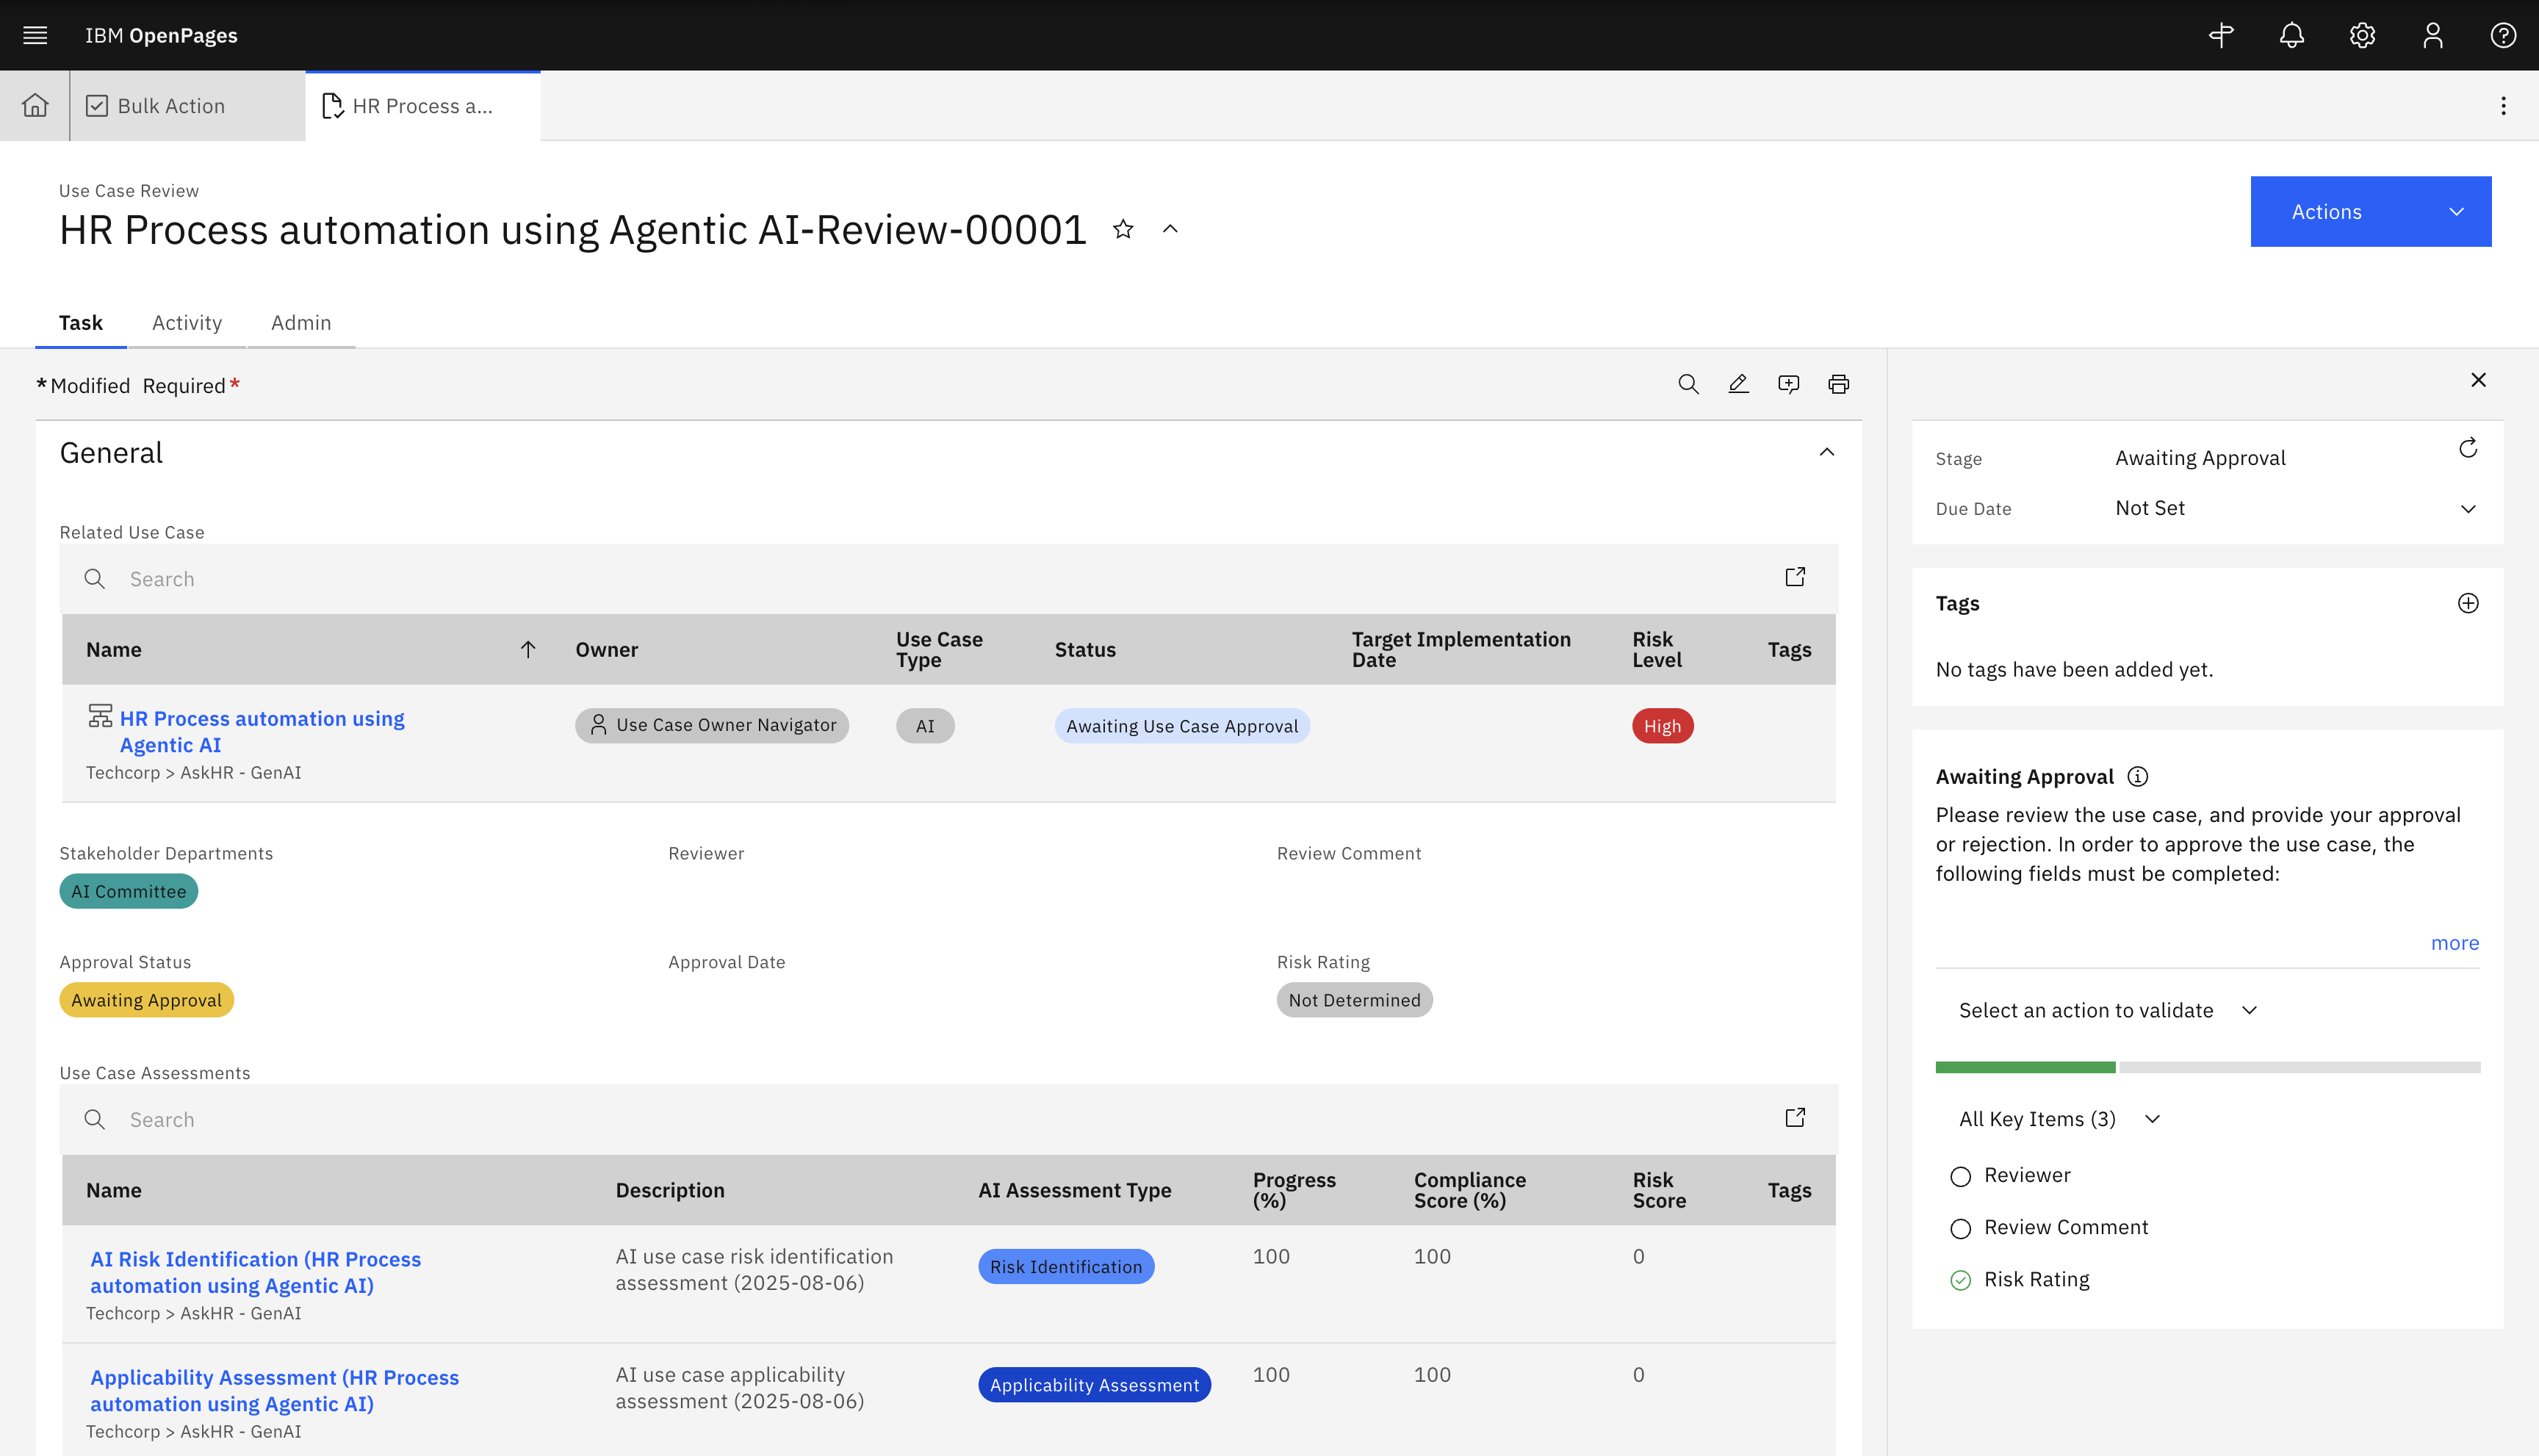 IBM OpenPages
Bulk Action
HR Process a...
Use Case Review
HR Process automation using Agentic AI-Review-00001
Actions
Task Activity Admin
*Modified Required*
General
Related Use Case
Search
Name Owner Use Case Type Status Target Implementation Date Risk Level Tags
HR Process automation using
Agentic AI
Techcorp > AskHR - GenAI
Use Case Owner Navigator
AI
Awaiting Use Case Approval
High
Stakeholder Departments Reviewer Review Comment
AI Committee
Approval Status Approval Date Risk Rating
Awaiting Approval Not Determined
Use Case Assessments
Search
Name Description AI Assessment Type Progress (%) Compliance Score (%) Risk Score Tags
AI Risk Identification (HR Process
automation using Agentic AI)
Techcorp > AskHR - GenAI
AI use case risk identification
assessment (2025-08-06)
Risk Identification
100 100 0
Applicability Assessment (HR Process
automation using Agentic AI)
Techcorp > AskHR - GenAI
AI use case applicability
assessment (2025-08-06)
Applicability Assessment
100 100 0
Stage Awaiting Approval
Due Date Not Set
Tags
No tags have been added yet.
Awaiting Approval
Please review the use case, and provide your approval
or rejection. In order to approve the use case, the
following fields must be completed:
more
Select an action to validate
All Key Items (3)
Reviewer
Review Comment
Risk Rating